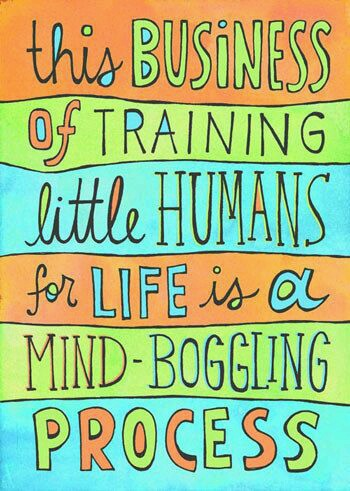 this BUSiNESS
Of TRAINING
little HUMANS
for LIFE is a
MIND-BOGGLING
PROCESS